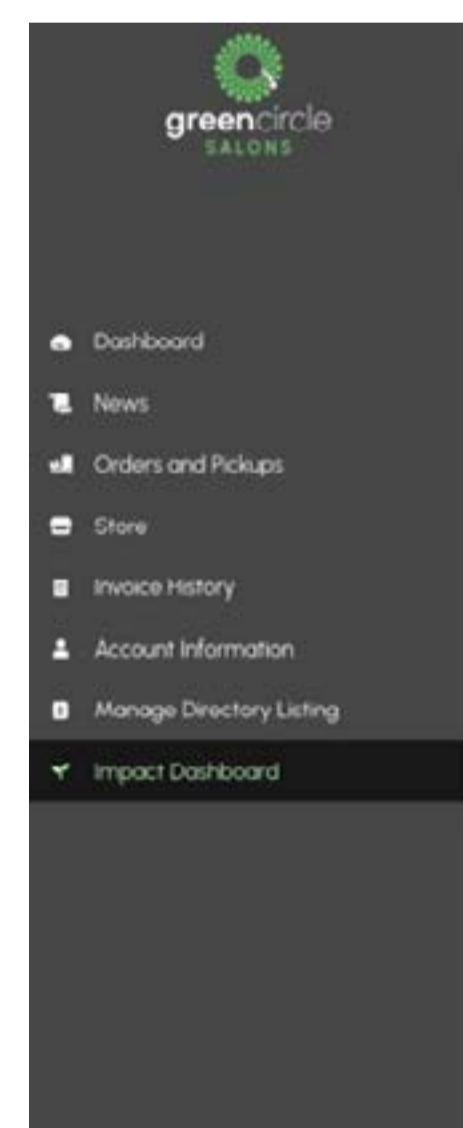 greencircle
SALONS
Dashboard
News
Orders and Pickups
Store
Invoice History
Account Information
Manage Directory Listing
Impact Dashboard